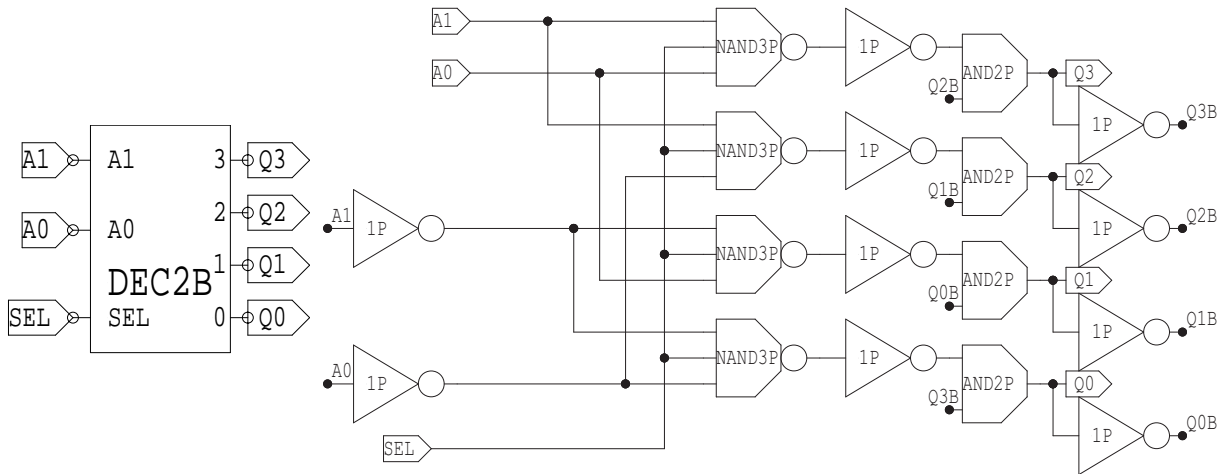 A1
A0
SEL
A1
A0
DEC2B
SEL
3
2
1
0
Q3
Q2
Q1
Q0
A1
A0
A1
A0
SEL
NAND3P
1P
AND2P
Q2B
Q3
1P
Q3B
NAND3P
1P
AND2P
Q1B
Q2
1P
Q2B
1P
NAND3P
1P
AND2P
Q0B
Q1
1P
Q1B
1P
NAND3P
1P
AND2P
Q3B
Q0
1P
Q0B